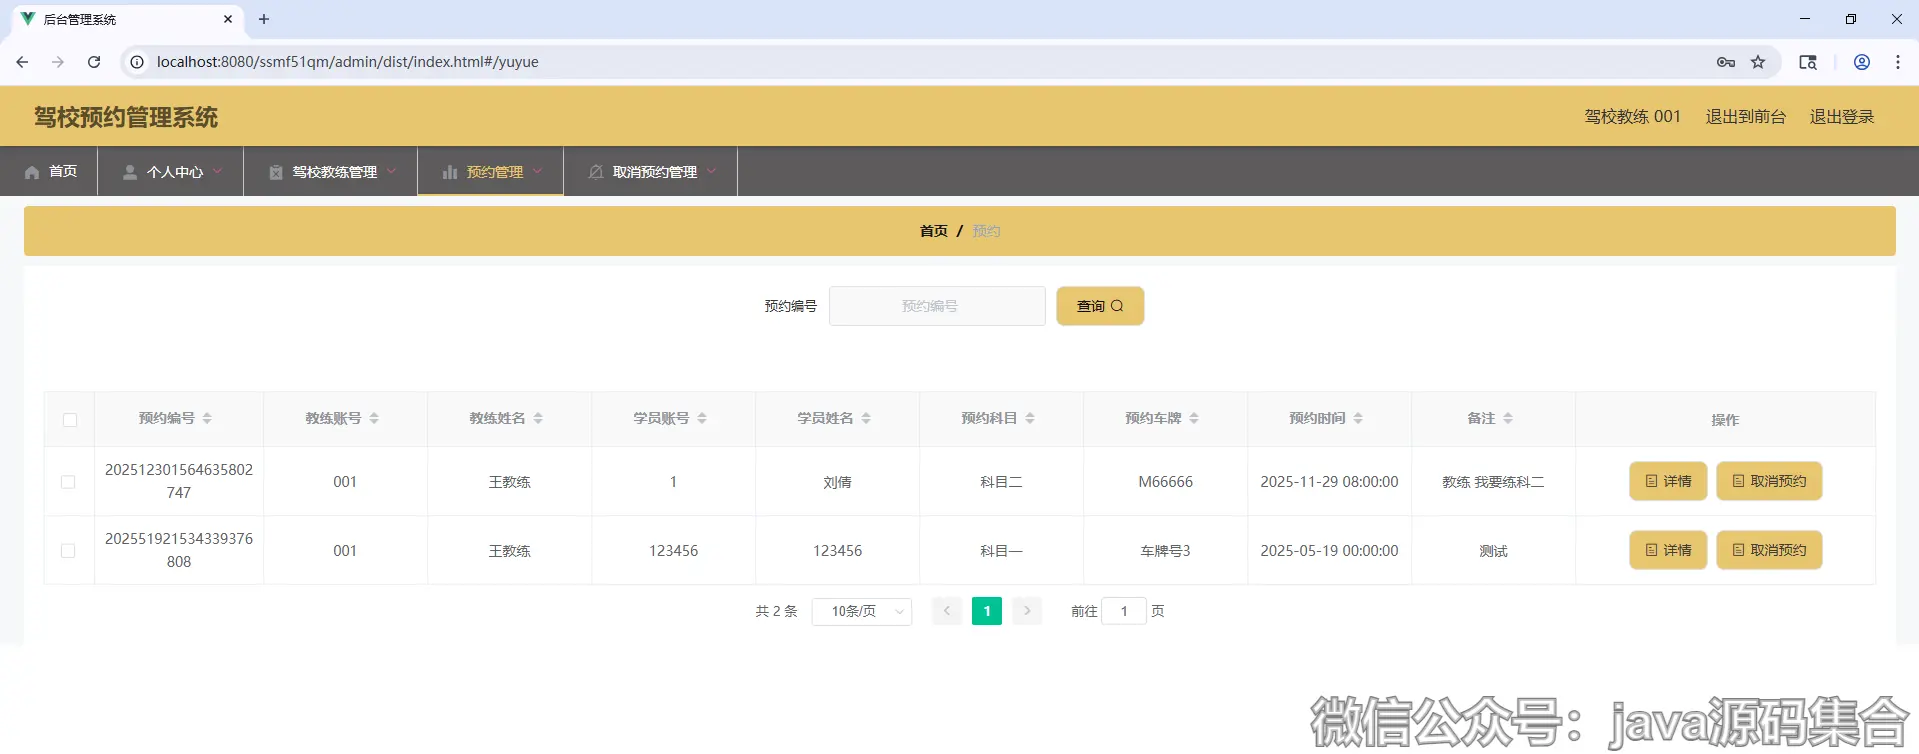 后台管理系统
localhost:8080/ssmf51qm/admin/dist/index.html#/yuyue
驾校预约管理系统
驾校教练 001 退出到前台 退出登录
首页 个人中心 驾校教练管理 预约管理 取消预约管理
首页 / 预约
预约编号 预约编号 查询
预约编号 教练账号 教练姓名 学员账号 学员姓名 预约科目 预约车牌 预约时间 备注 操作
202512301564635802747 001 王教练 1 刘倩 科目二 M66666 2025-11-29 08:00:00 教练 我要练科二 详情 取消预约
202551921534339376808 001 王教练 123456 123456 科目一 车牌号3 2025-05-19 00:00:00 测试 详情 取消预约
共 2 条 10条/页 1 前往 1 页
微信公众号：java源码集合